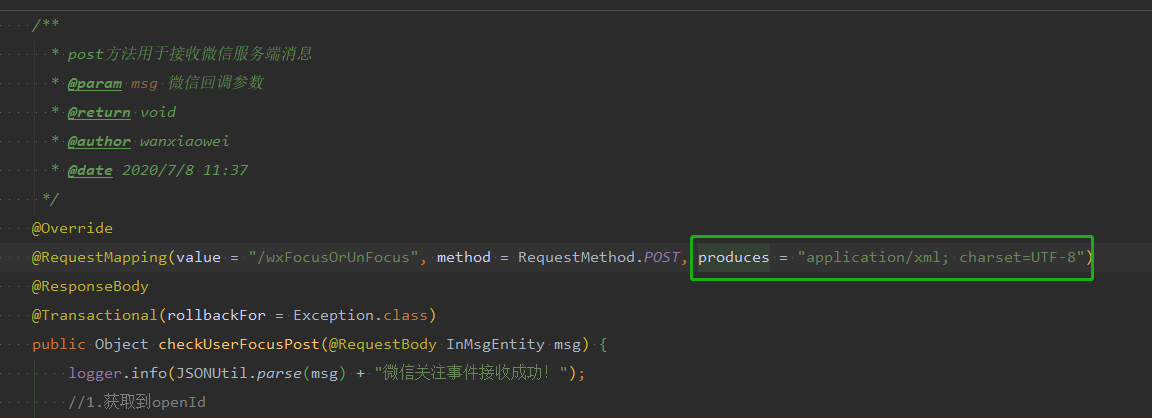 /**
* post方法用于接收微信服务端消息
* @param msg 微信回调参数
* @return void
* @author wanxiaowei
* @date 2020/7/8 11:37
*/
@Override
@RequestMapping(value = "/wxFocusOrUnFocus", method = RequestMethod.POST, produces = "application/xml; charset=UTF-8")
@ResponseBody
@Transactional(rollbackFor = Exception.class)
public Object checkUserFocusPost(@RequestBody InMsgEntity msg) {
logger.info(JSONUtil.parse(msg) + "微信关注事件接收成功！");
//1.获取到openId